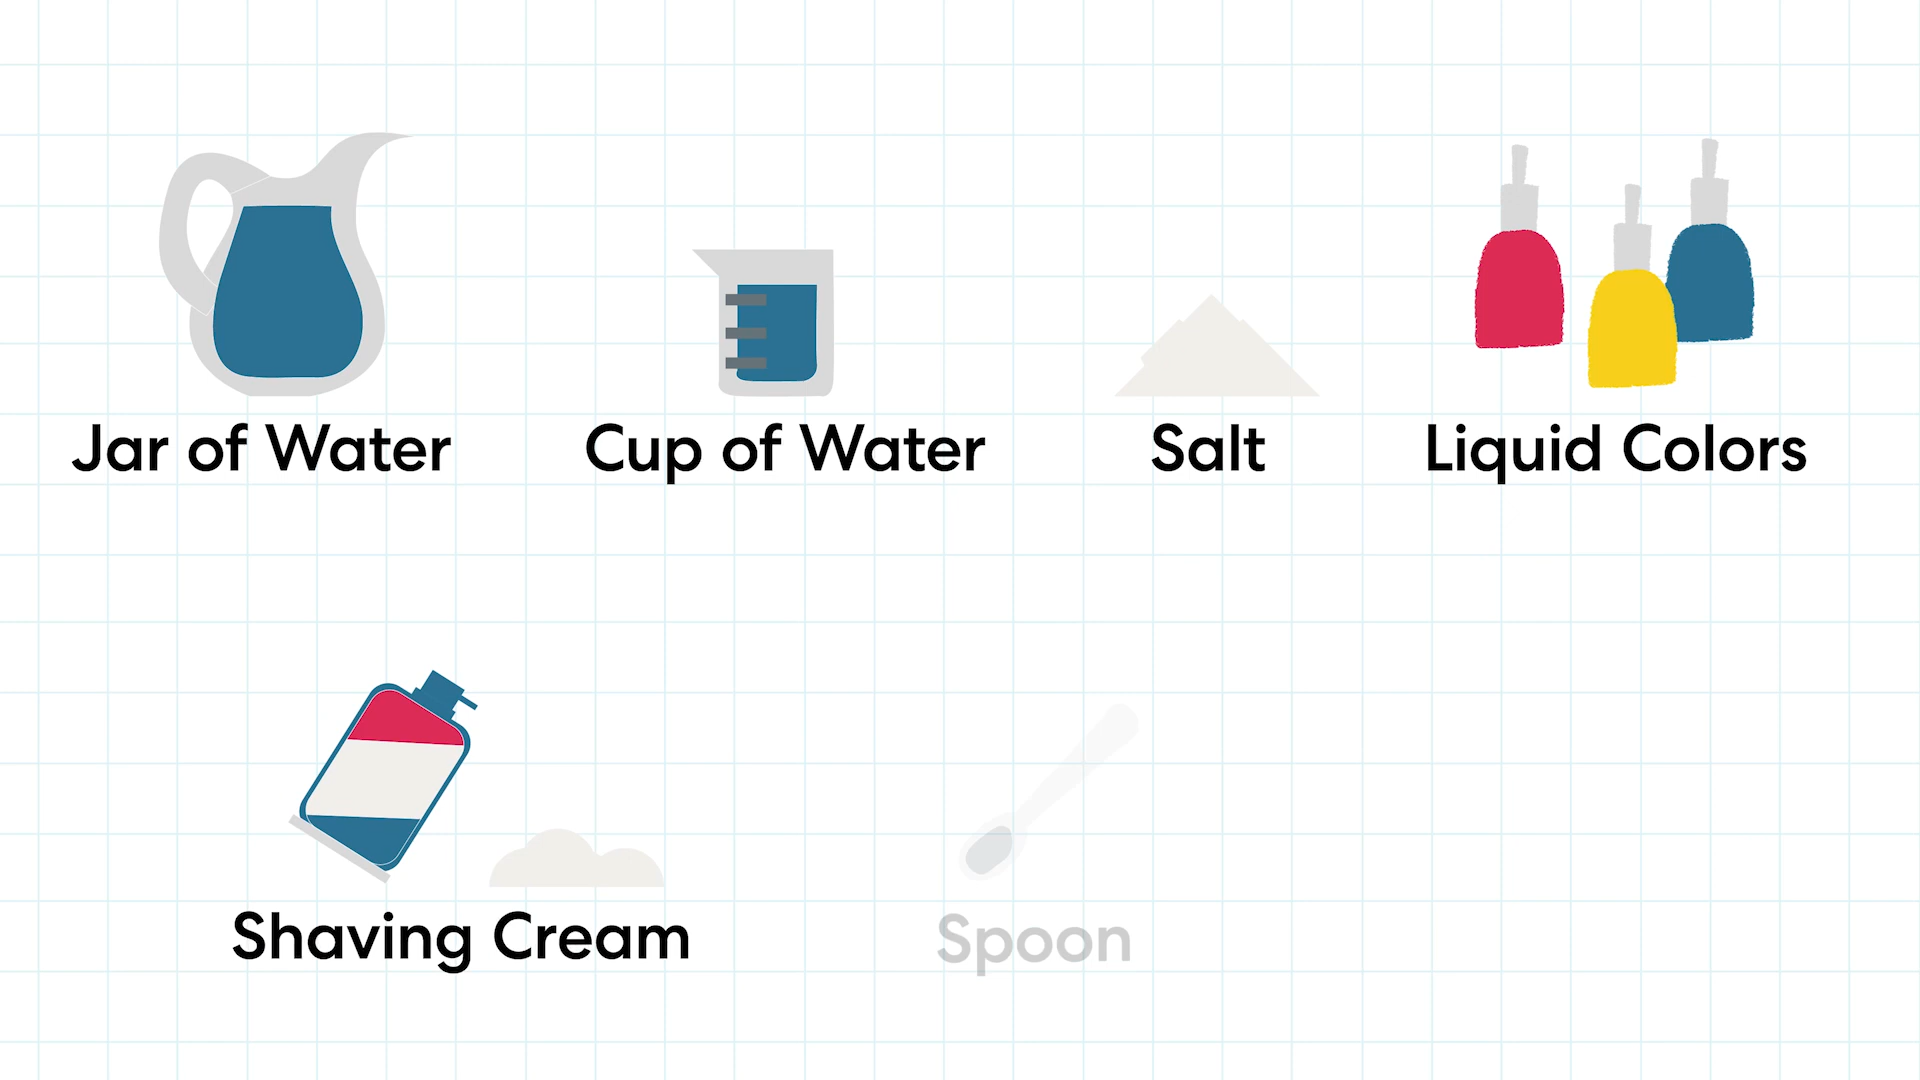 Jar of Water
Cup of Water
Salt
Liquid Colors
Shaving Cream
Spoon